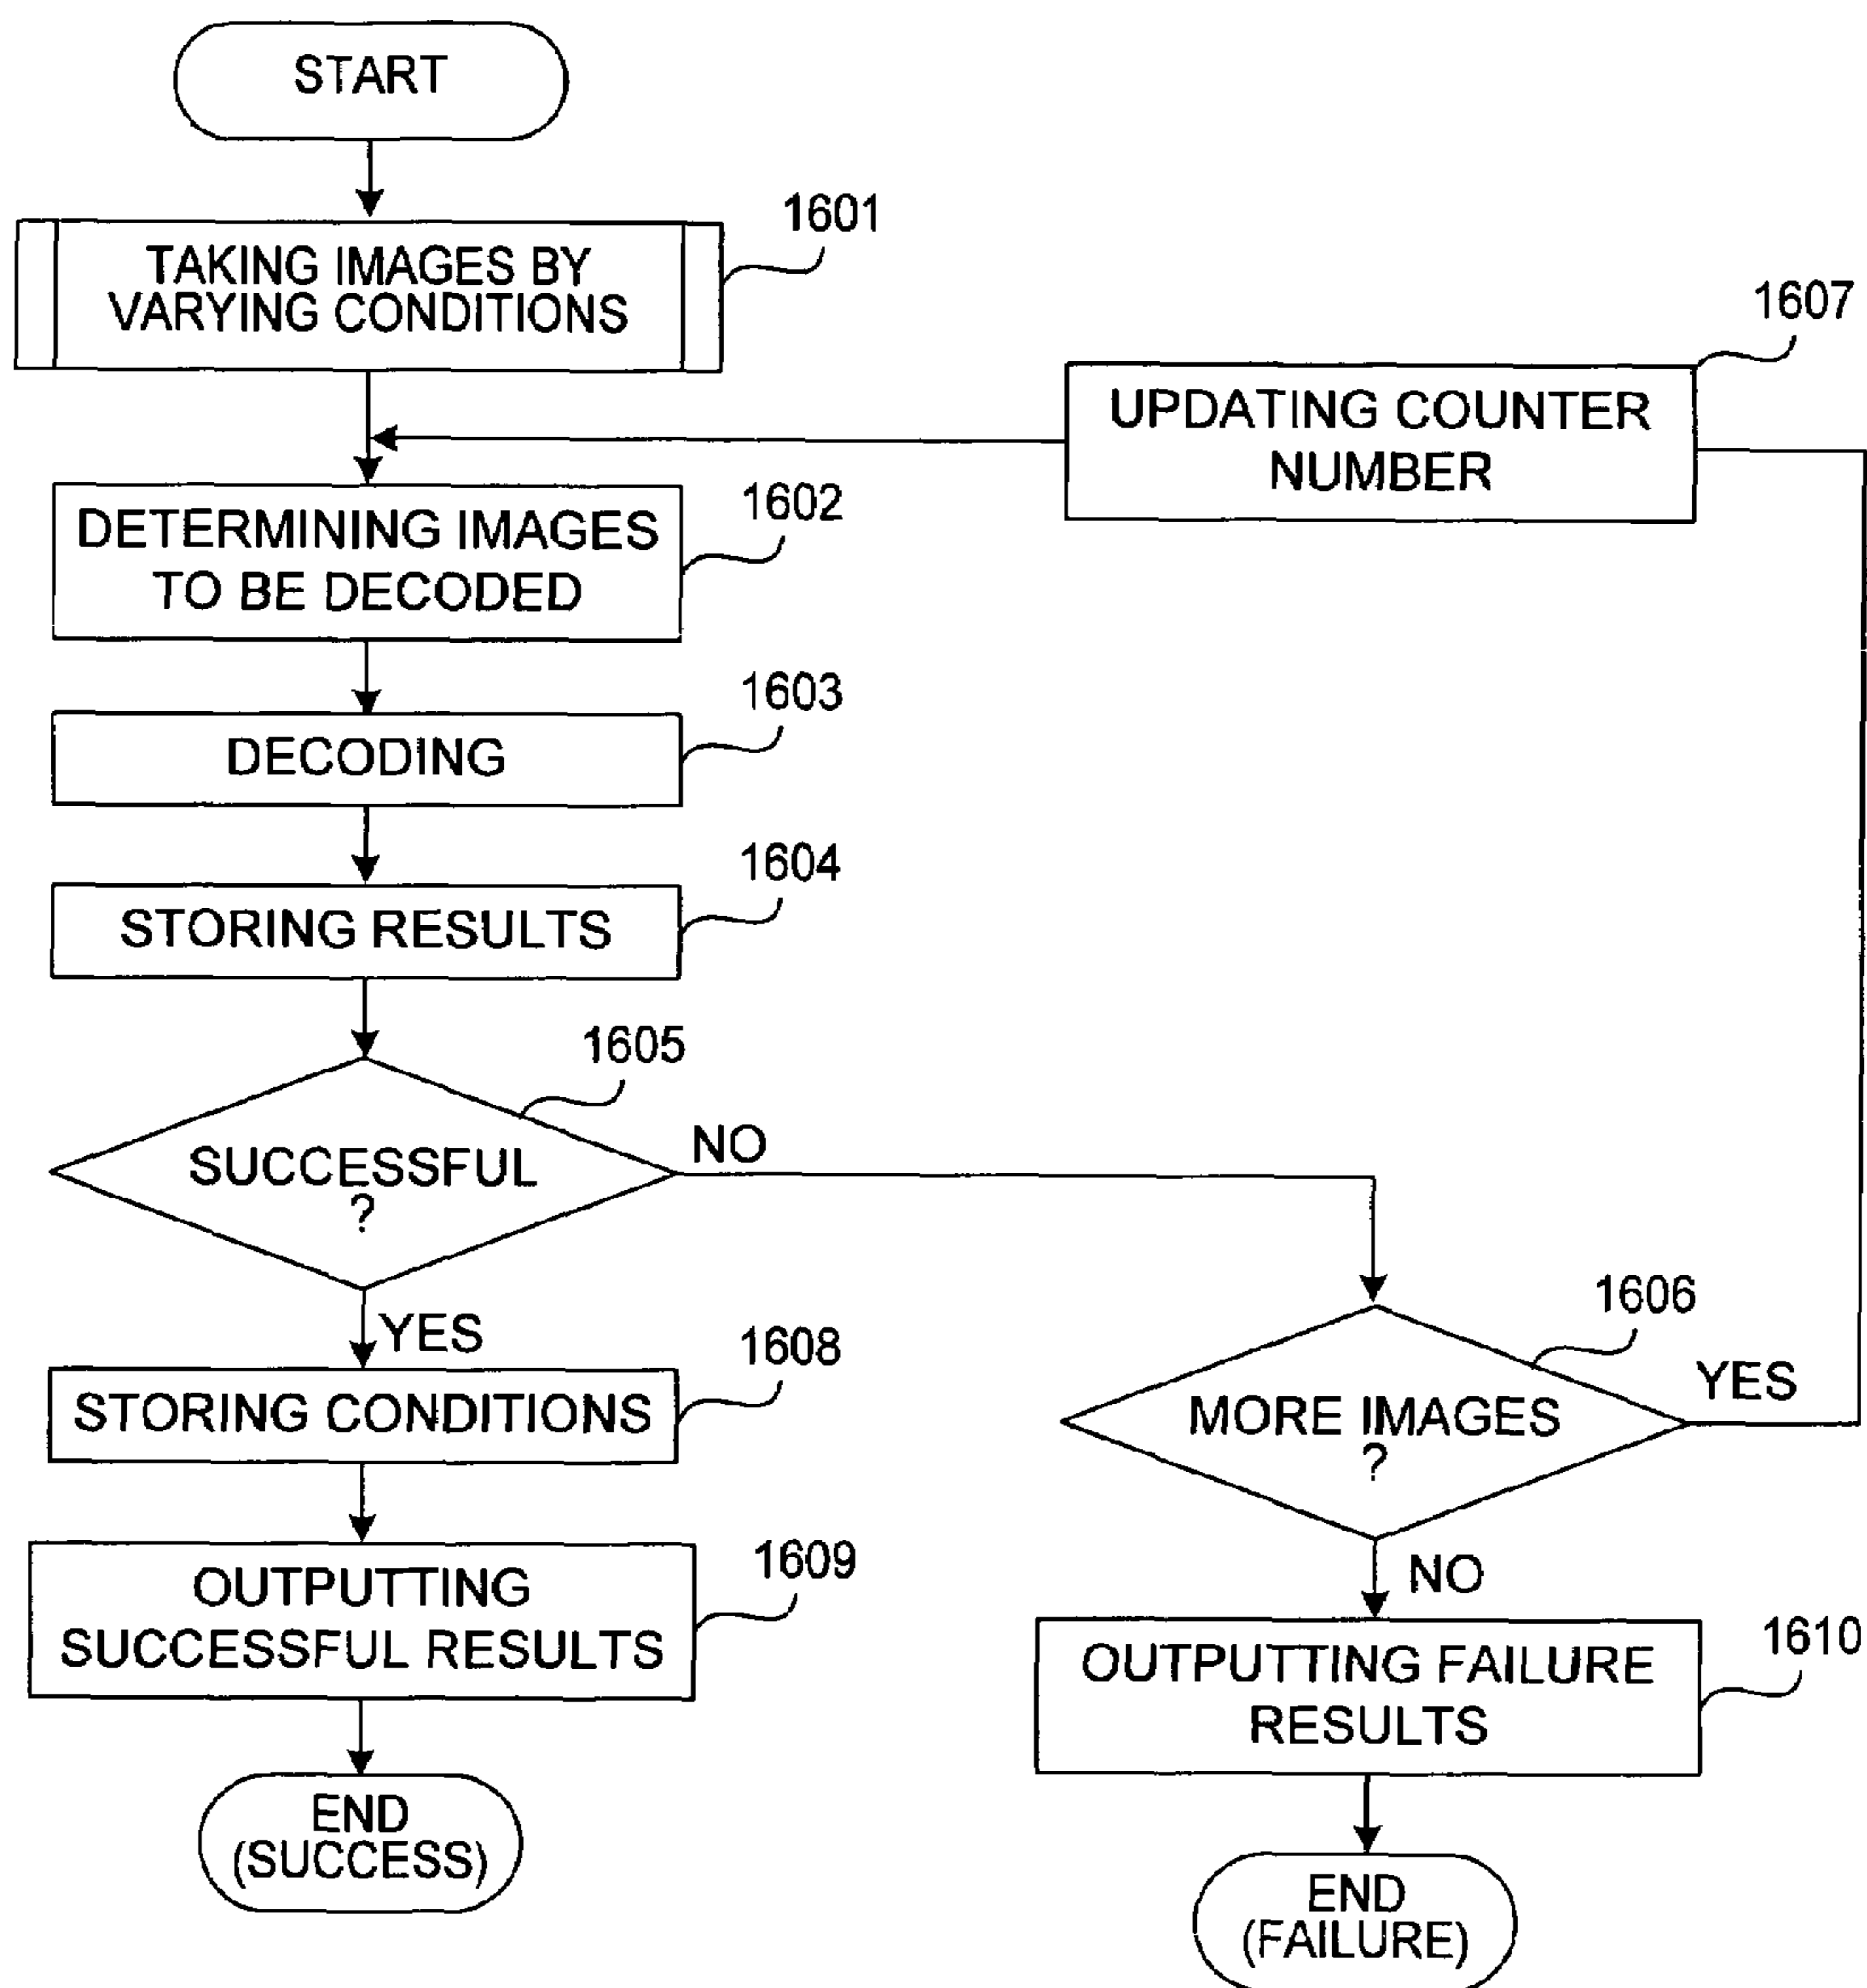 START
1601
TAKING IMAGES BY
VARYING CONDITIONS
1607
UPDATING COUNTER
NUMBER
1602
DETERMINING IMAGES
TO BE DECODED
1603
DECODING
1604
STORING RESULTS
1605
SUCCESSFUL
?
NO
YES
1606
MORE IMAGES
?
YES
NO
1608
STORING CONDITIONS
1609
OUTPUTTING
SUCCESSFUL RESULTS
END
(SUCCESS)
1610
OUTPUTTING FAILURE
RESULTS
END
(FAILURE)